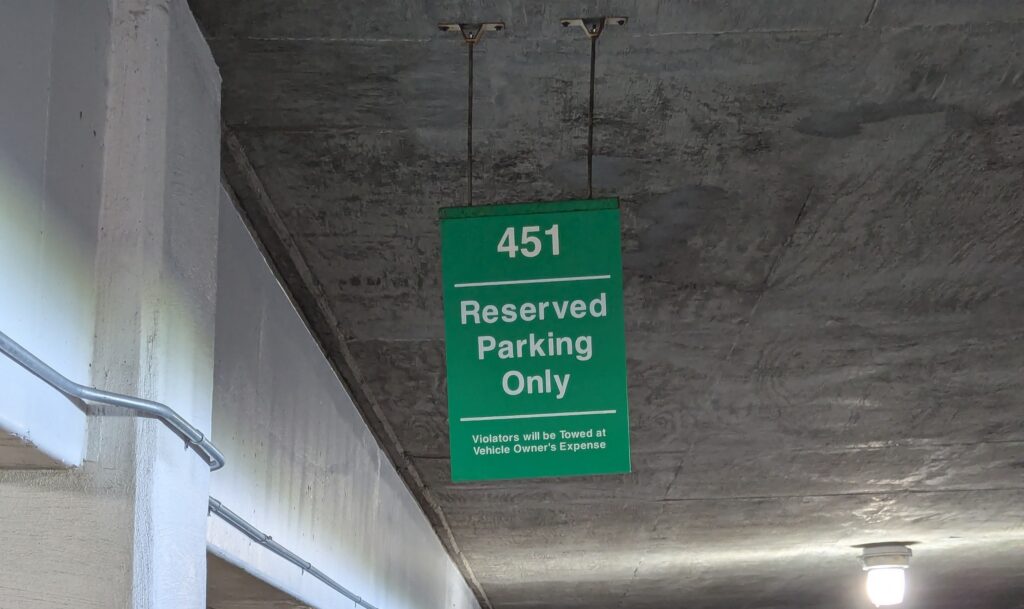 451
Reserved
Parking
Only
Violators will be Towed at
Vehicle Owner's Expense